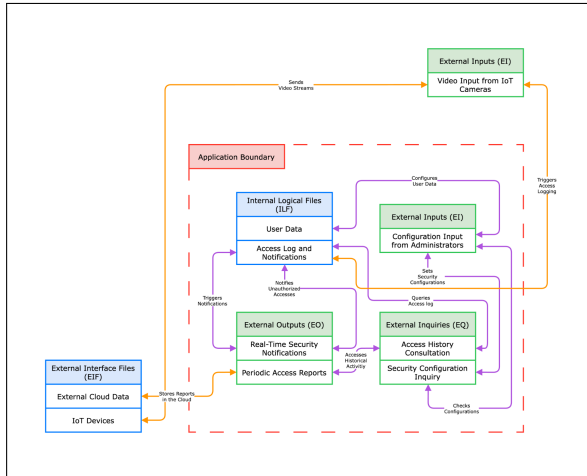 External Inputs (EI)
Video Input from IoT
Cameras
Sends
Video Streams
Application Boundary
Triggers
Access
Logging
Configures
User Data
Internal Logical Files
(ILF)
User Data
Access Log and
Notifications
External Inputs (EI)
Configuration Input
from Administrators
Sets
Security
Configurations
Notifies
Unauthorized
Accesses
Triggers
Notifications
Queries
Access log
External Outputs (EO)
Real-Time Security
Notifications
Periodic Access Reports
Accesses
Historical
Activitiy
External Inquiries (EQ)
Access History
Consultation
Security Configuration
Inquiry
External Interface Files
(EIF)
External Cloud Data
IoT Devices
Stores Reports
in the Cloud
Checks
Configurations